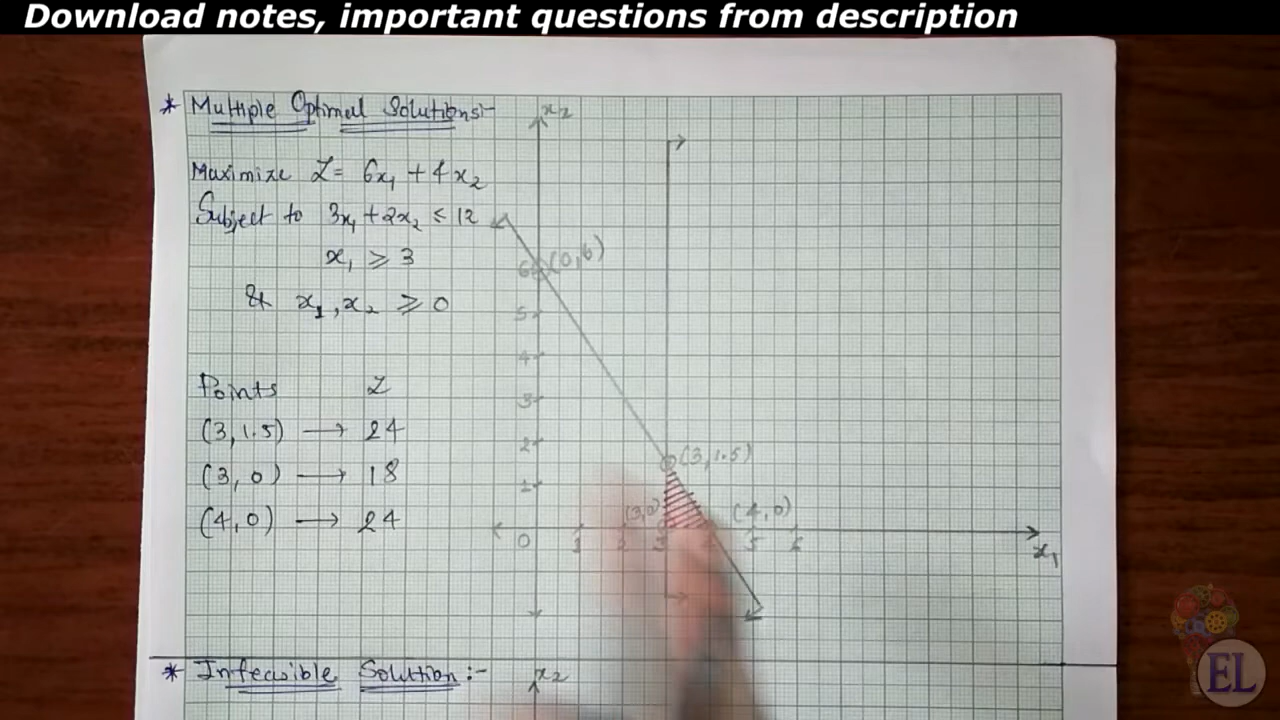 Download notes, important questions from description
* Multiple Optimal Solutions:-
Maximize Z = 6x₁ + 4x₂
Subject to 3x₁ + 2x₂ ≤ 12
x₁ ≥ 3
& x₁, x₂ ≥ 0
Points Z
(3, 1.5) → 24
(3, 0) → 18
(4, 0) → 24
x₂
6 (0,6)
5
4
3
2 (3,1.5)
1
(3,0) (4,0)
0 1 2 3 4 5 6
x₁
* Infeasible Solution:-
x₂
EL